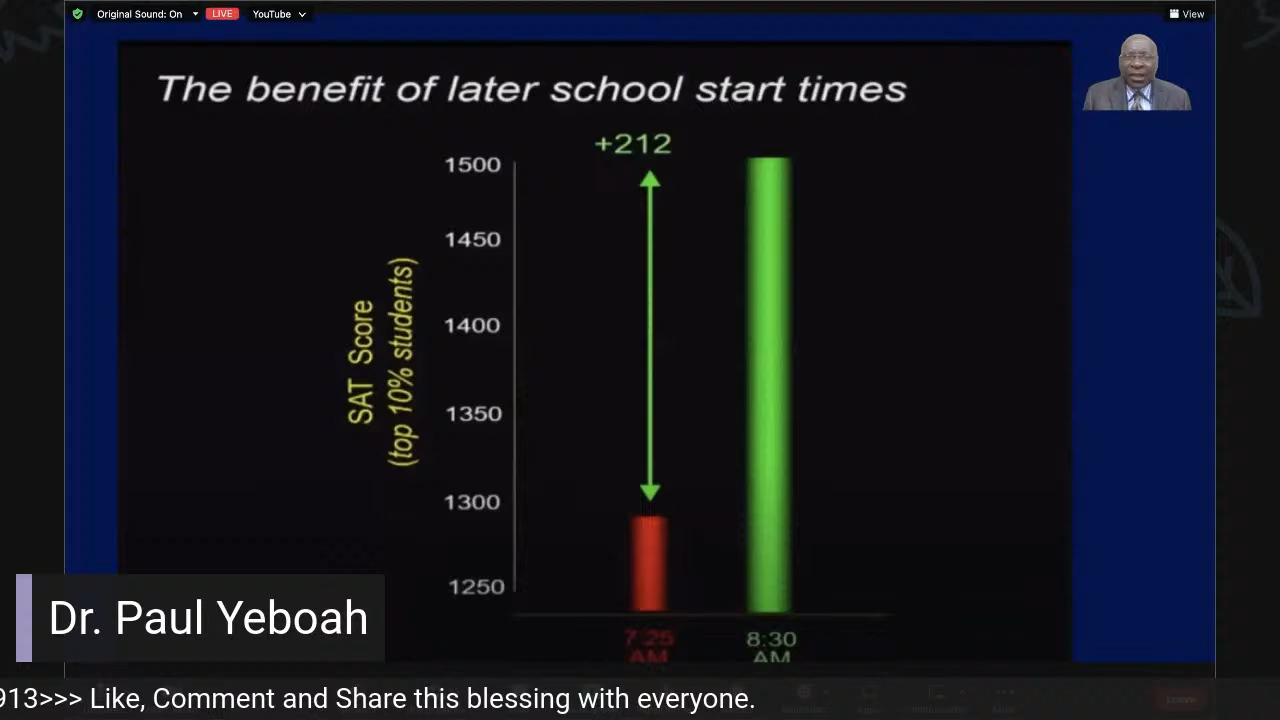 Original Sound: On
LIVE
YouTube
View
The benefit of later school start times
+212
1500
1450
1400
1350
1300
1250
SAT Score
(top 10% students)
7:25
AM
8:30
AM
Dr. Paul Yeboah
913>>> Like, Comment and Share this blessing with everyone.
Leave